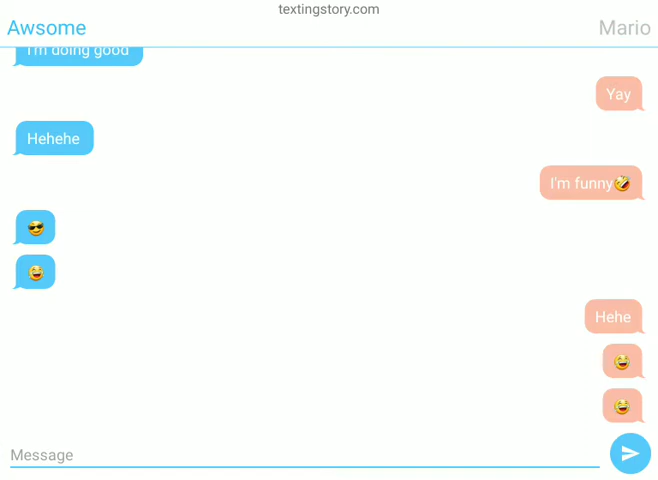 textingstory.com
Awsome
Mario
I'm doing good
Yay
Hehehe
I'm funny🤣
😎
😅
Hehe
😂
😂
Message